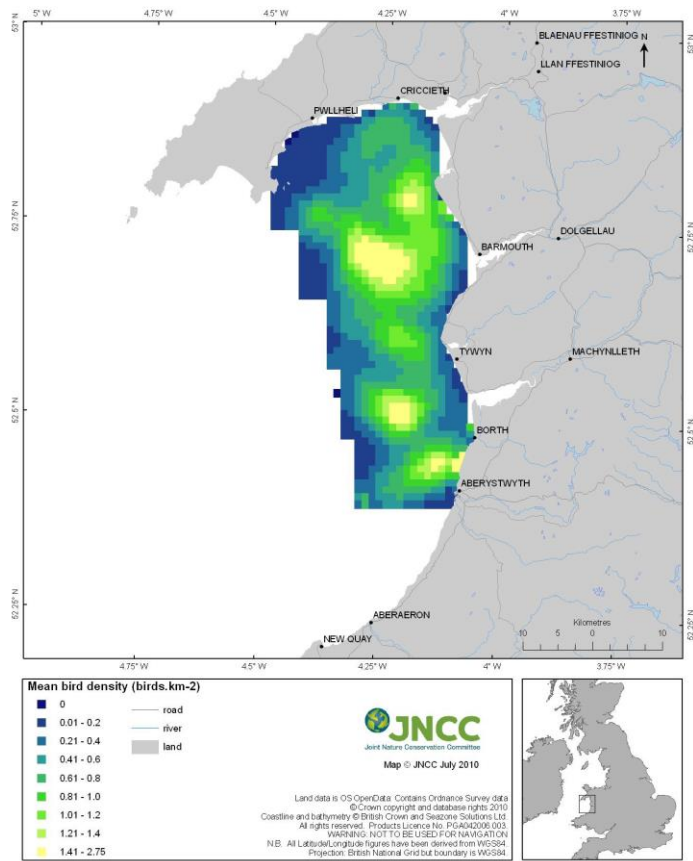 5° W
4.75° W
4.5° W
4.25° W
4° W
3.75° W
53° N
53° N
BLAENAU FFESTINIOG
N
LLAN FFESTINIOG
CRICCIETH
PWLLHELI
52.75° N
52.75° N
DOLGELLAU
BARMOUTH
TYWYN
MACHYNLLETH
52.5° N
52.5° N
BORTH
ABERYSTWYTH
52.25° N
52.25° N
ABERAERON
NEW QUAY
Kilometres
10 5 0 10
4.75° W
4.5° W
4.25° W
4° W
3.75° W
Mean bird density (birds.km-2)
0
0.01 - 0.2
0.21 - 0.4
0.41 - 0.6
0.61 - 0.8
0.81 - 1.0
1.01 - 1.2
1.21 - 1.4
1.41 - 2.75
road
river
land
JNCC
Joint Nature Conservation Committee
Map © JNCC July 2010
Land data is OS OpenData. Contains Ordnance Survey data
© Crown copyright and database rights 2010
Coastline and bathymetry © British Crown and Seazone Solutions Ltd.
All rights reserved. Products Licence No. PGA042006.003.
WARNING: NOT TO BE USED FOR NAVIGATION
N.B. All Latitude/Longitude figures have been derived from WGS84.
Projection: British National Grid but boundary is WGS84.